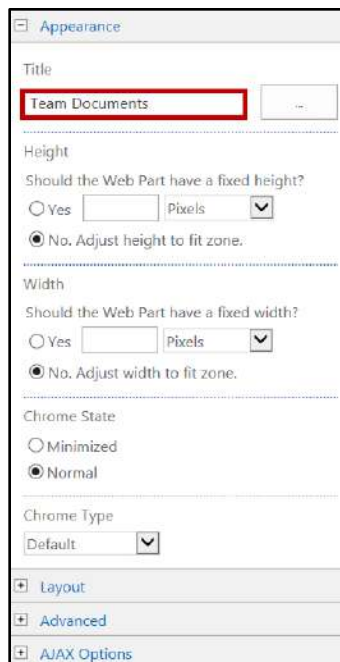 Appearance
Title
Team Documents ...
Height
Should the Web Part have a fixed height?
Yes Pixels
No. Adjust height to fit zone.
Width
Should the Web Part have a fixed width?
Yes Pixels
No. Adjust width to fit zone.
Chrome State
Minimized
Normal
Chrome Type
Default
Layout
Advanced
AJAX Options